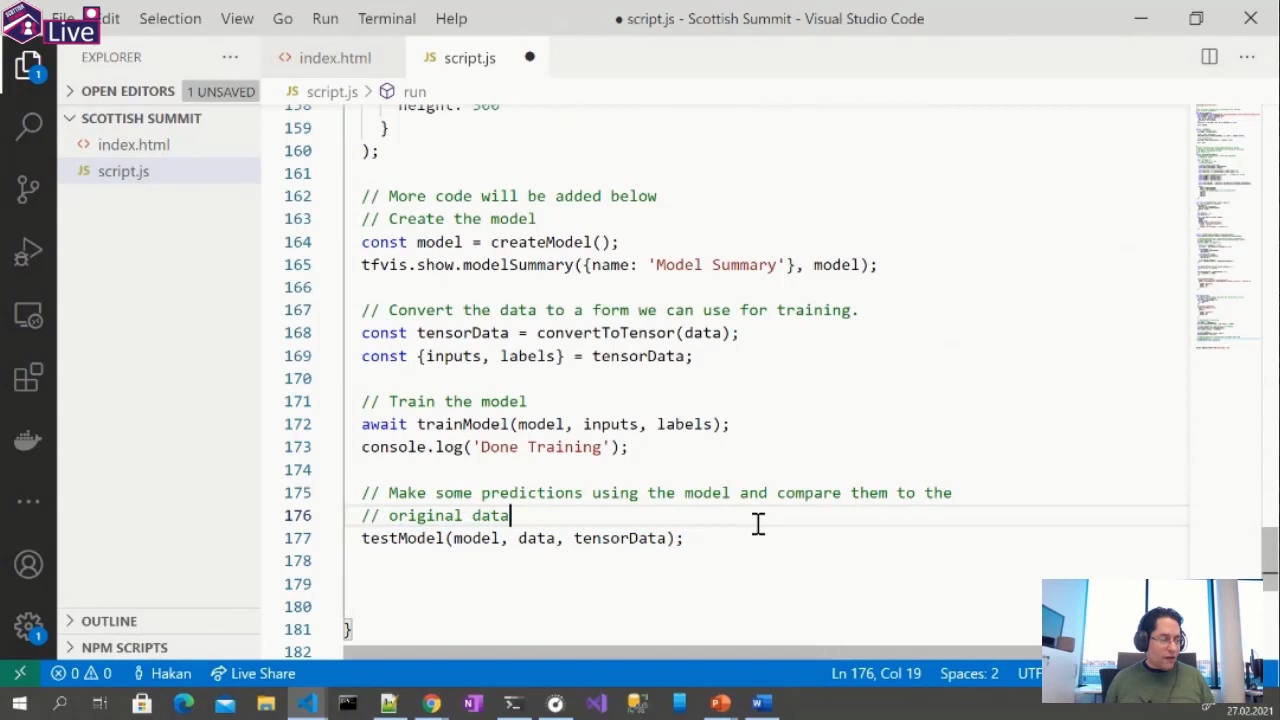 Live
File Edit Selection View Go Run Terminal Help
● script.js - Scottish Summit - Visual Studio Code
EXPLORER
index.html
JS script.js
OPEN EDITORS 1 UNSAVED
JS script.js > run
SCOTTISH SUMMIT
index.html
script.js
158 height: 300
159 }
160 );
161
162 // More code will be added below
163 // Create the model
164 const model = createModel();
165 tfvis.show.modelSummary({name: 'Model Summary'}, model);
166
167 // Convert the data to a form we can use for training.
168 const tensorData = convertToTensor(data);
169 const {inputs, labels} = tensorData;
170
171 // Train the model
172 await trainModel(model, inputs, labels);
173 console.log('Done Training');
174
175 // Make some predictions using the model and compare them to the
176 // original data
177 testModel(model, data, tensorData);
178
179
180
181 }
182
OUTLINE
NPM SCRIPTS
1
1
0 0 Hakan Live Share
Ln 176, Col 19 Spaces: 2 UTF
27.02.2021